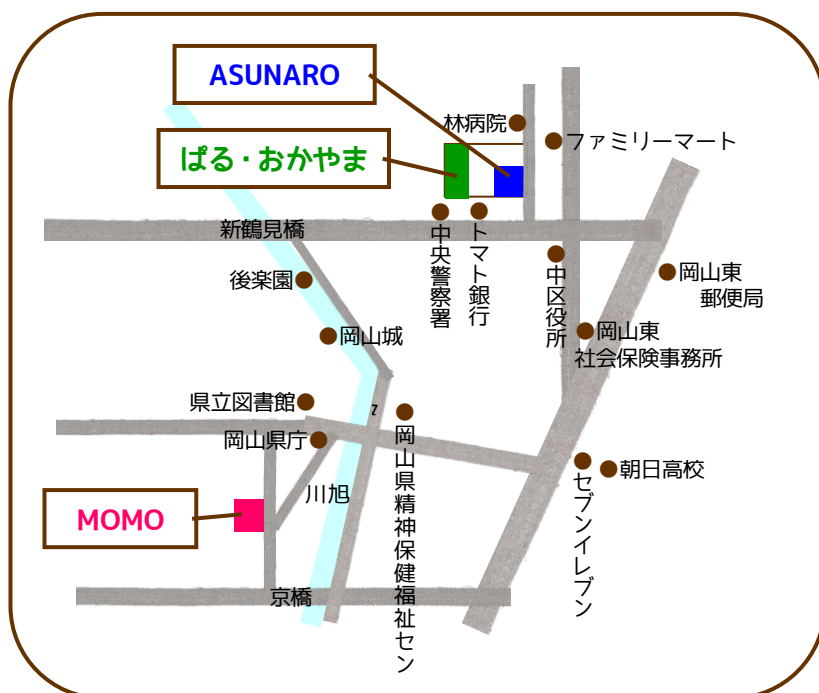 ASUNARO
林病院
ファミリーマート
ぱる・おかやま
新鶴見橋
中央警察署
トマト銀行
中区役所
岡山東
郵便局
後楽園
岡山城
岡山東
社会保険事務所
県立図書館
岡山県庁
岡山県精神保健福祉セン
朝日高校
セブンイレブン
川旭
MOMO
京橋